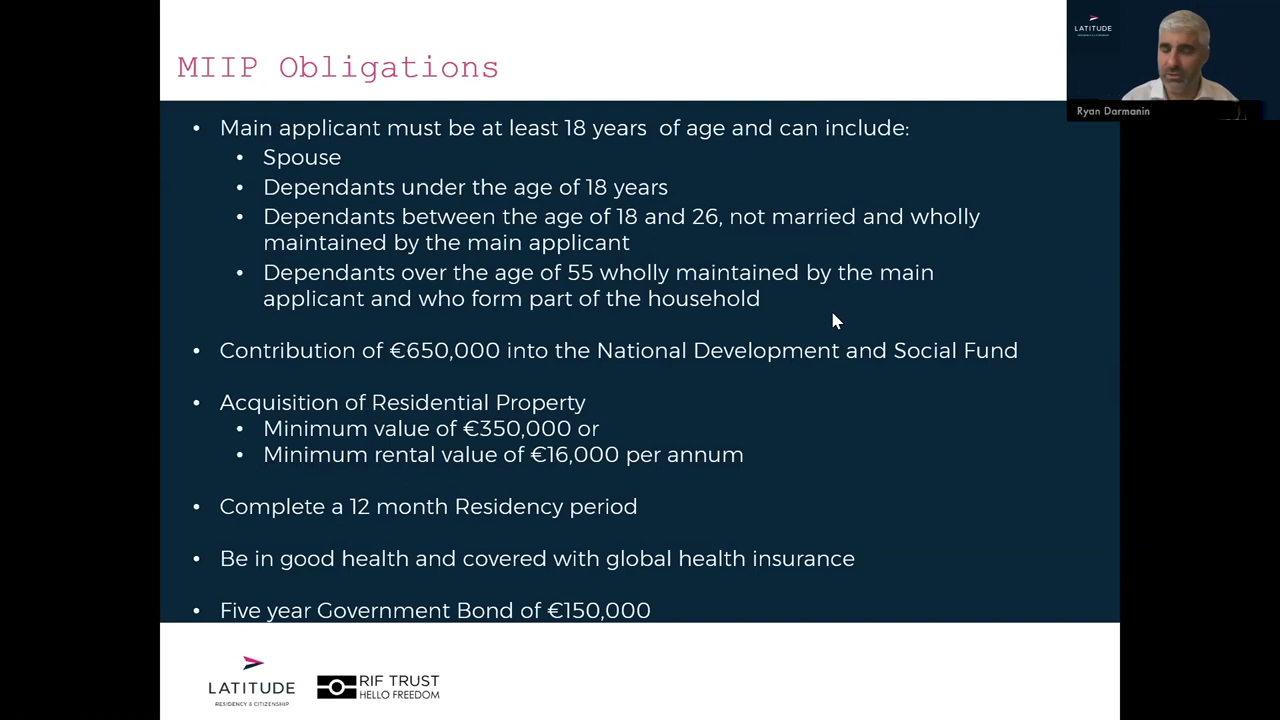 MIIP Obligations
LATITUDE
RESIDENCY & CITIZENSHIP
Ryan Darmanin
• Main applicant must be at least 18 years of age and can include:
• Spouse
• Dependants under the age of 18 years
• Dependants between the age of 18 and 26, not married and wholly
maintained by the main applicant
• Dependants over the age of 55 wholly maintained by the main
applicant and who form part of the household
• Contribution of €650,000 into the National Development and Social Fund
• Acquisition of Residential Property
• Minimum value of €350,000 or
• Minimum rental value of €16,000 per annum
• Complete a 12 month Residency period
• Be in good health and covered with global health insurance
• Five year Government Bond of €150,000
LATITUDE
RESIDENCY & CITIZENSHIP
RIF TRUST
HELLO FREEDOM